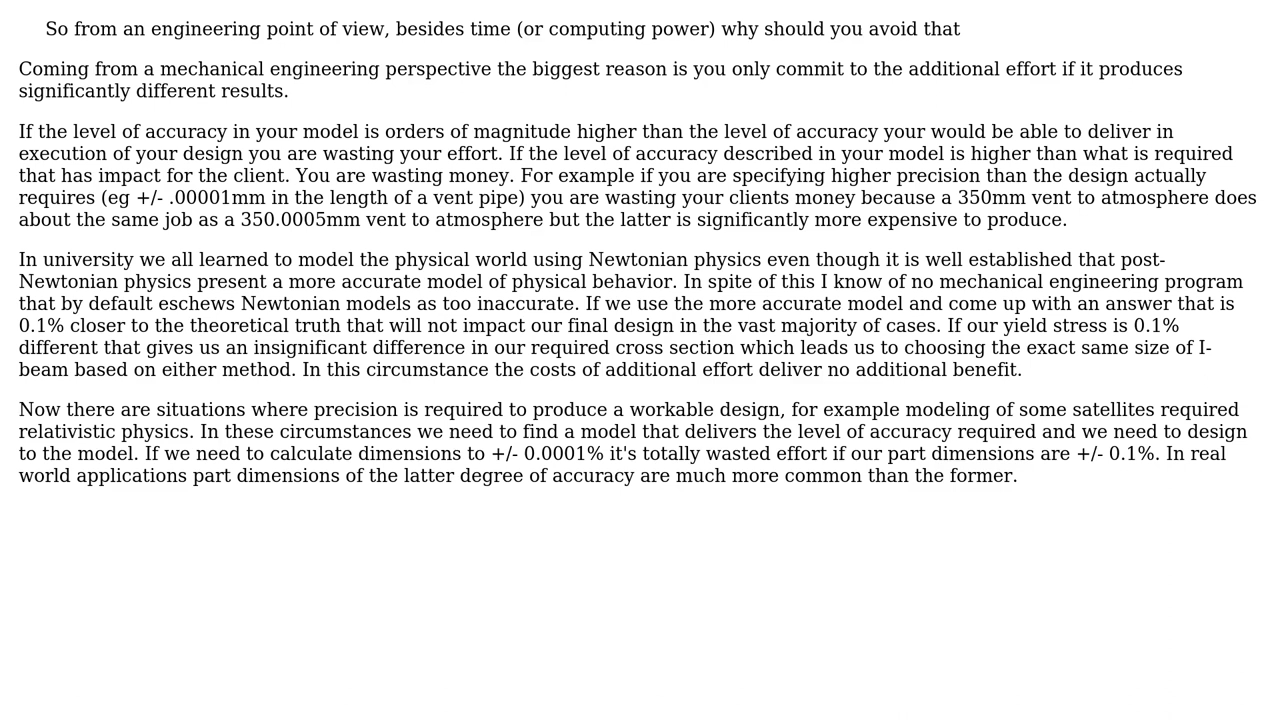 So from an engineering point of view, besides time (or computing power) why should you avoid that
Coming from a mechanical engineering perspective the biggest reason is you only commit to the additional effort if it produces
significantly different results.
If the level of accuracy in your model is orders of magnitude higher than the level of accuracy your would be able to deliver in
execution of your design you are wasting your effort. If the level of accuracy described in your model is higher than what is required
that has impact for the client. You are wasting money. For example if you are specifying higher precision than the design actually
requires (eg +/- .00001mm in the length of a vent pipe) you are wasting your clients money because a 350mm vent to atmosphere does
about the same job as a 350.0005mm vent to atmosphere but the latter is significantly more expensive to produce.
In university we all learned to model the physical world using Newtonian physics even though it is well established that post-
Newtonian physics present a more accurate model of physical behavior. In spite of this I know of no mechanical engineering program
that by default eschews Newtonian models as too inaccurate. If we use the more accurate model and come up with an answer that is
0.1% closer to the theoretical truth that will not impact our final design in the vast majority of cases. If our yield stress is 0.1%
different that gives us an insignificant difference in our required cross section which leads us to choosing the exact same size of I-
beam based on either method. In this circumstance the costs of additional effort deliver no additional benefit.
Now there are situations where precision is required to produce a workable design, for example modeling of some satellites required
relativistic physics. In these circumstances we need to find a model that delivers the level of accuracy required and we need to design
to the model. If we need to calculate dimensions to +/- 0.0001% it's totally wasted effort if our part dimensions are +/- 0.1%. In real
world applications part dimensions of the latter degree of accuracy are much more common than the former.